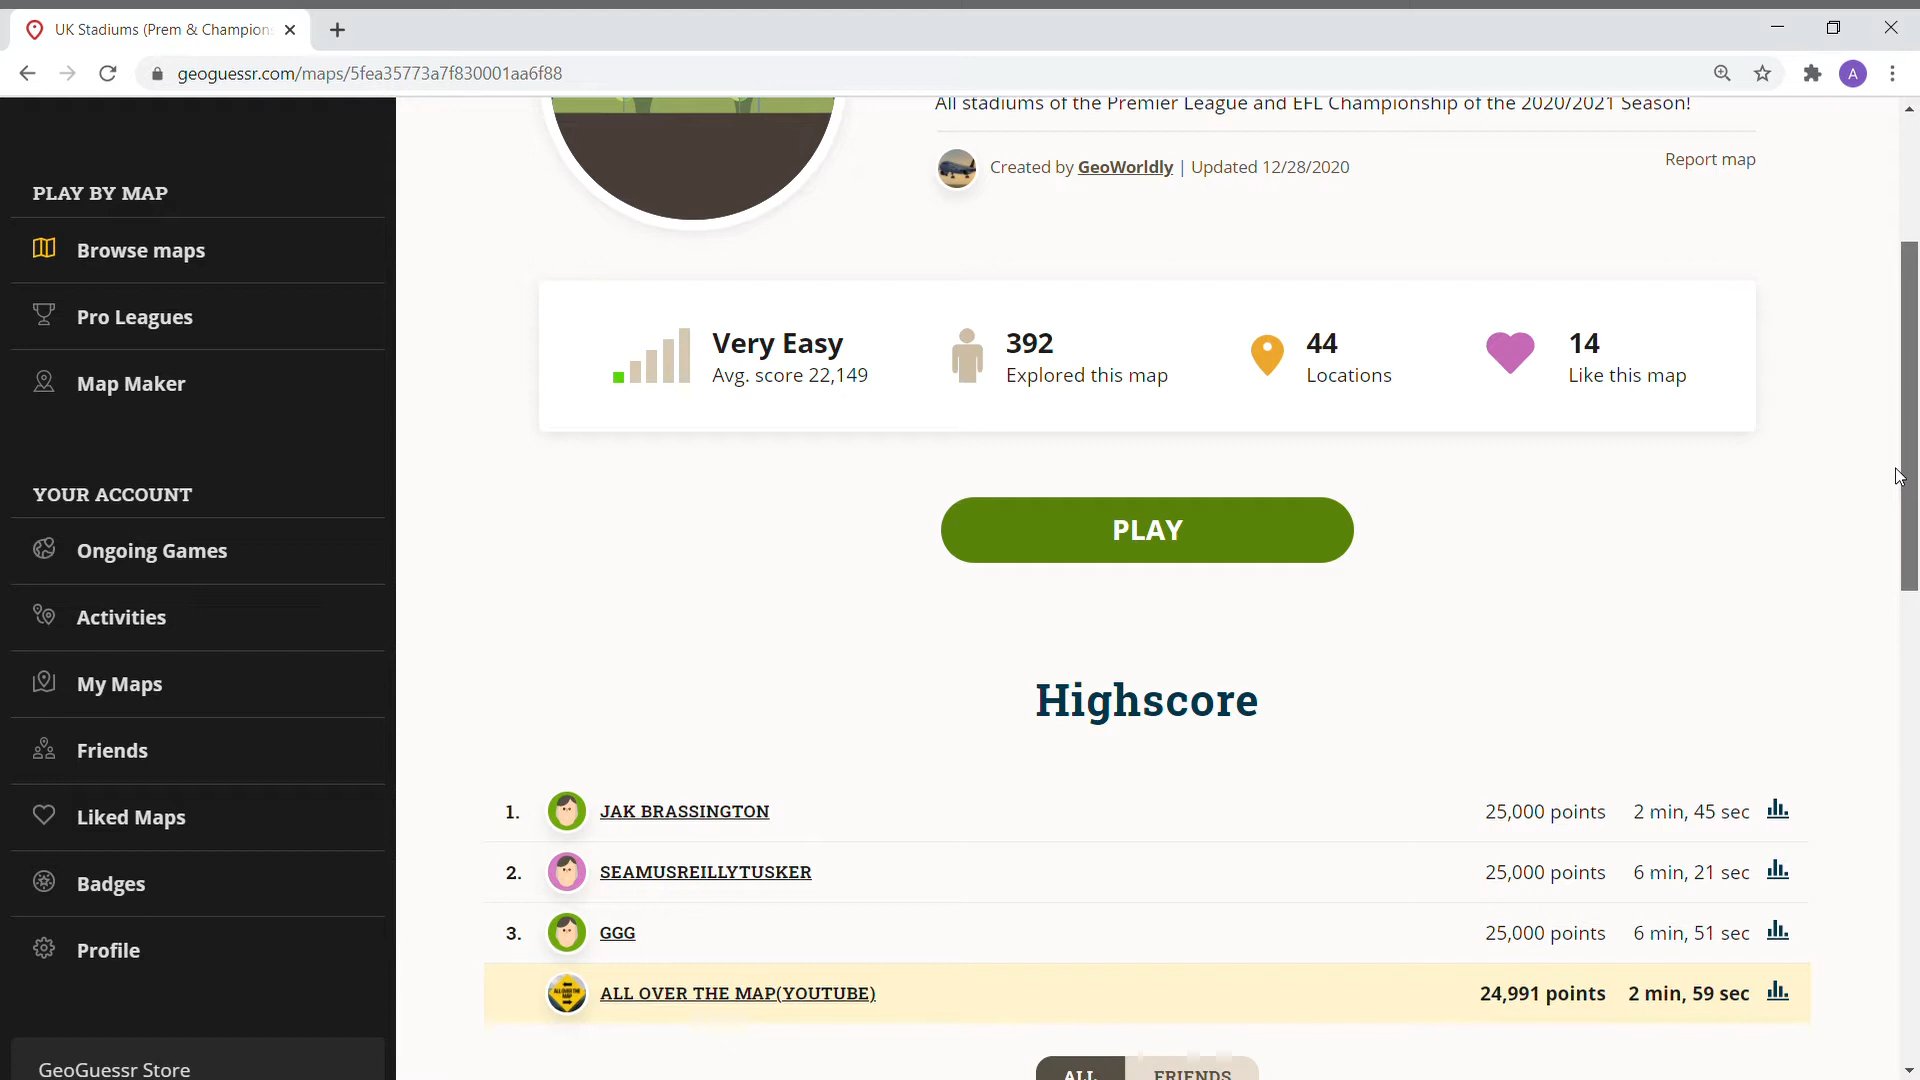 UK Stadiums (Prem & Champion
geoguessr.com/maps/5fea35773a7f830001aa6f88
A
All stadiums of the Premier League and EFL Championship of the 2020/2021 Season!
Created by GeoWorldly | Updated 12/28/2020
Report map
PLAY BY MAP
Browse maps
Pro Leagues
Map Maker
YOUR ACCOUNT
Ongoing Games
Activities
My Maps
Friends
Liked Maps
Badges
Profile
GeoGuessr Store
Very Easy
Avg. score 22,149
392
Explored this map
44
Locations
14
Like this map
PLAY
Highscore
1. JAK BRASSINGTON 25,000 points 2 min, 45 sec
2. SEAMUSREILLYTUSKER 25,000 points 6 min, 21 sec
3. GGG 25,000 points 6 min, 51 sec
ALL OVER THE MAP
ALL OVER THE MAP(YOUTUBE) 24,991 points 2 min, 59 sec
ALL FRIENDS